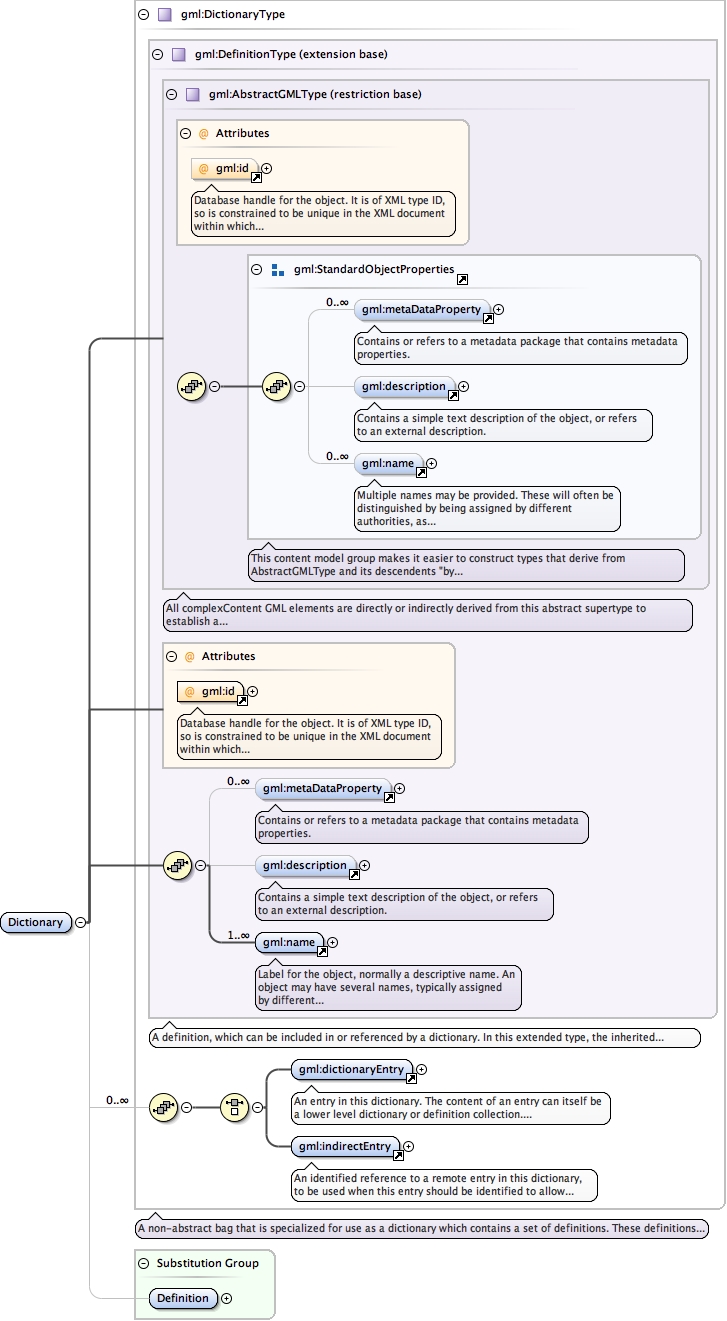 gml:DictionaryType
gml:DefinitionType (extension base)
gml:AbstractGMLType (restriction base)
@ Attributes
@ gml:id
Database handle for the object. It is of XML type ID,
so is constrained to be unique in the XML document
within which...
gml:StandardObjectProperties
0..∞
gml:metaDataProperty
Contains or refers to a metadata package that contains metadata
properties.
gml:description
Contains a simple text description of the object, or refers
to an external description.
0..∞
gml:name
Multiple names may be provided. These will often be
distinguished by being assigned by different
authorities, as...
This content model group makes it easier to construct types that derive from
AbstractGMLType and its descendents "by...
All complexContent GML elements are directly or indirectly derived from this abstract supertype to
establish a...
@ Attributes
@ gml:id
Database handle for the object. It is of XML type ID,
so is constrained to be unique in the XML document
within which...
0..∞
gml:metaDataProperty
Contains or refers to a metadata package that contains metadata
properties.
gml:description
Contains a simple text description of the object, or refers
to an external description.
Dictionary
1..∞
gml:name
Label for the object, normally a descriptive name. An
object may have several names, typically assigned
by different...
A definition, which can be included in or referenced by a dictionary. In this extended type, the inherited...
0..∞
gml:dictionaryEntry
An entry in this dictionary. The content of an entry can itself be
a lower level dictionary or definition collection....
gml:indirectEntry
An identified reference to a remote entry in this dictionary,
to be used when this entry should be identified to allow...
A non-abstract bag that is specialized for use as a dictionary which contains a set of definitions. These definitions...
Substitution Group
Definition